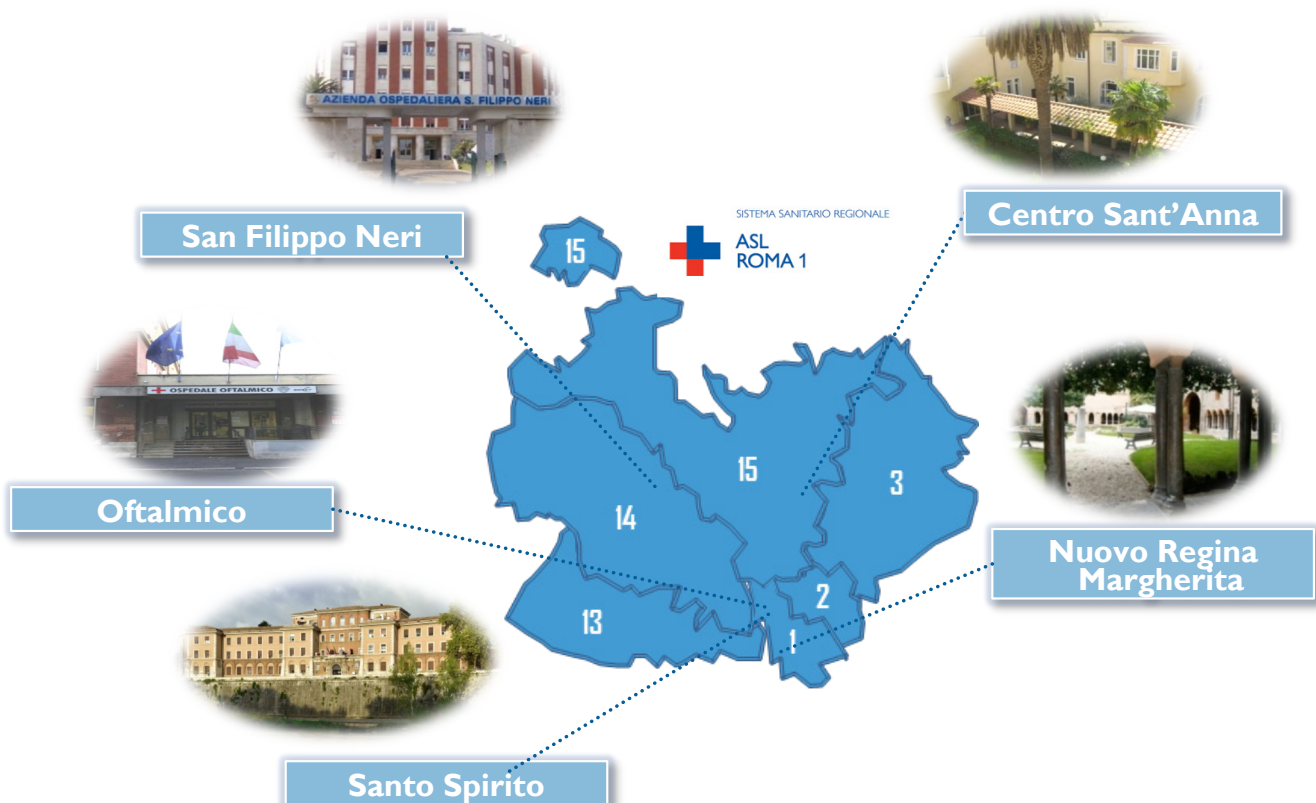 AZIENDA OSPEDALIERA S. FILIPPO NERI
San Filippo Neri
Centro Sant’Anna
SISTEMA SANITARIO REGIONALE
ASL
ROMA 1
15
OSPEDALE OFTALMICO
Oftalmico
15
3
14
Nuovo Regina
Margherita
2
13
1
Santo Spirito